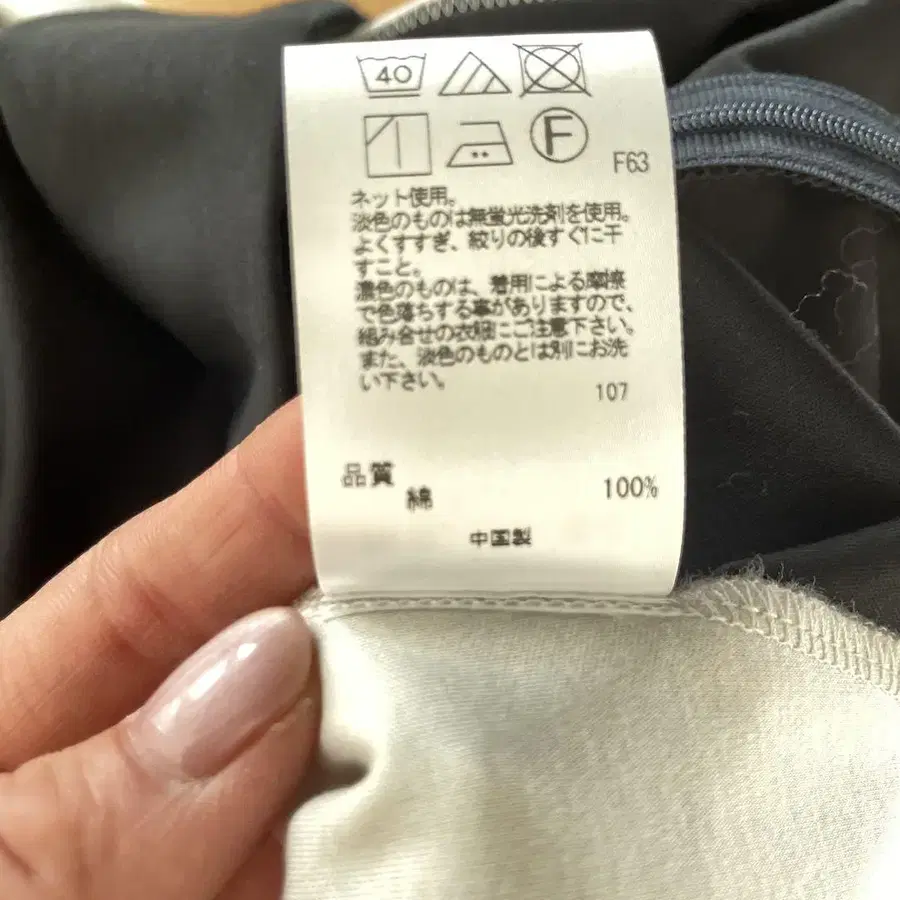 40
F
F63
ネット使用。
淡色のものは無蛍光洗剤を使用。
よくすすぎ、絞りの後すぐに干
すこと。
濃色のものは、着用による摩擦
で色落ちする事がありますので、
組み合せの衣類にご注意下さい。
また、淡色のものとは別にお洗
い下さい。
107
品質
綿 100%
中国製